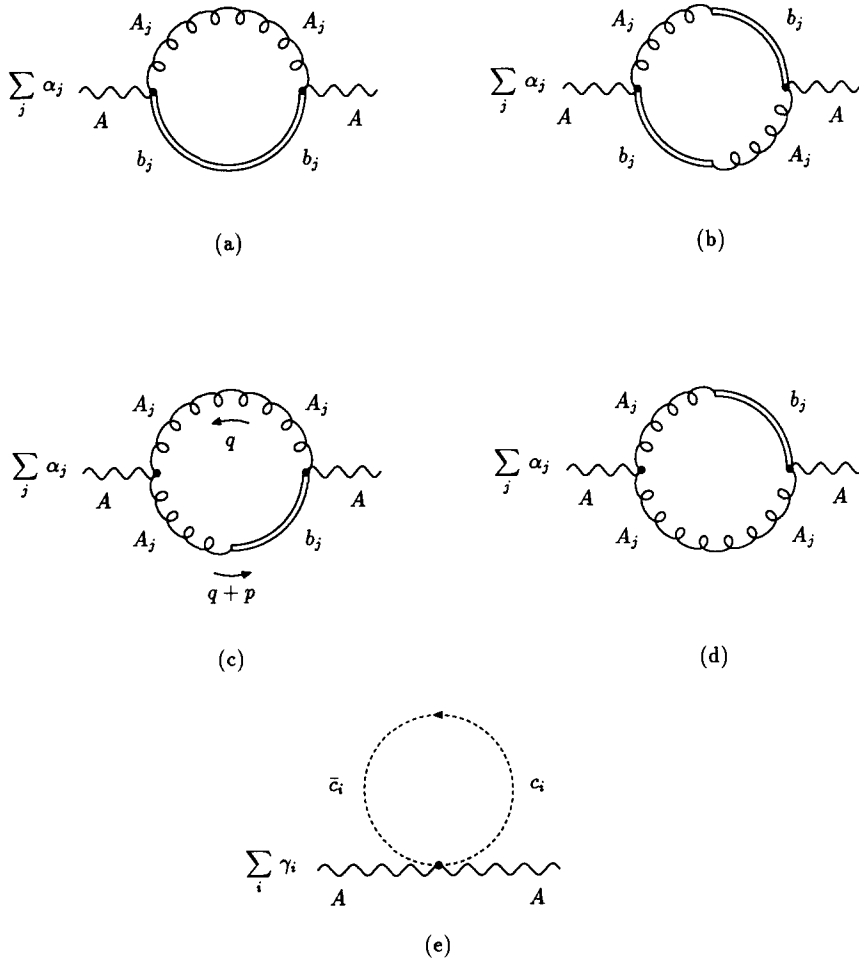 A_j A_j
∑_j α_j A A
b_j b_j
(a)
A_j b_j
∑_j α_j A A
b_j A_j
(b)
A_j A_j
q
∑_j α_j A A
A_j b_j
q + p
(c)
A_j b_j
∑_j α_j A A
A_j A_j
(d)
c̄_i c_i
∑_i γ_i A A
(e)